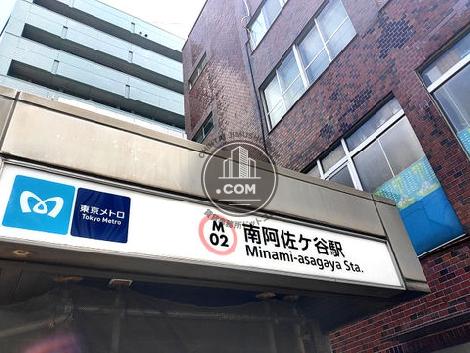 東京メトロ
Tokyo Metro
M
02
南阿佐ケ谷駅
Minami-asagaya Sta.
.COM